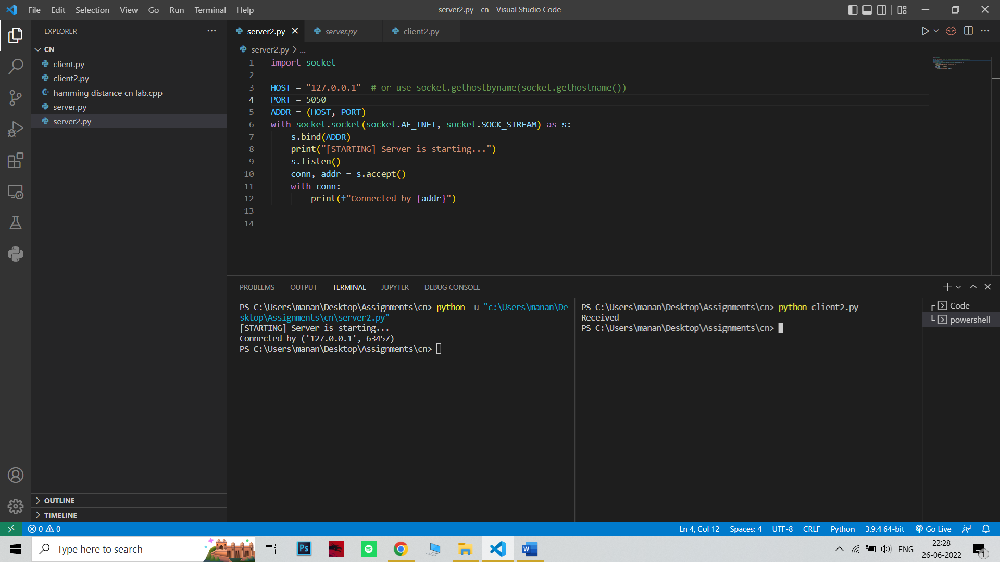 File Edit Selection View Go Run Terminal Help
server2.py - cn - Visual Studio Code
EXPLORER
CN
client.py
client2.py
hamming distance cn lab.cpp
server.py
server2.py
OUTLINE
TIMELINE
server2.py server.py client2.py
server2.py > ...
1 import socket
2
3 HOST = "127.0.0.1"  # or use socket.gethostbyname(socket.gethostname())
4 PORT = 5050
5 ADDR = (HOST, PORT)
6 with socket.socket(socket.AF_INET, socket.SOCK_STREAM) as s:
7     s.bind(ADDR)
8     print("[STARTING] Server is starting...")
9     s.listen()
10     conn, addr = s.accept()
11     with conn:
12         print(f"Connected by {addr}")
13
14
PROBLEMS OUTPUT TERMINAL JUPYTER DEBUG CONSOLE
PS C:\Users\manan\Desktop\Assignments\cn> python -u "c:\Users\manan\De
sktop\Assignments\cn\server2.py"
[STARTING] Server is starting...
Connected by ('127.0.0.1', 63457)
PS C:\Users\manan\Desktop\Assignments\cn>
PS C:\Users\manan\Desktop\Assignments\cn> python client2.py
Received
PS C:\Users\manan\Desktop\Assignments\cn>
Code
powershell
0 0
Ln 4, Col 12 Spaces: 4 UTF-8 CRLF Python 3.9.4 64-bit Go Live
Type here to search
Ps
W
ENG
22:28
26-06-2022
1